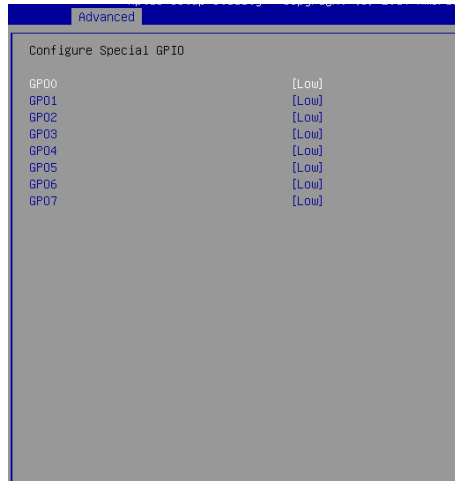 Advanced
Configure Special GPIO
GPO0 [Low]
GPO1 [Low]
GPO2 [Low]
GPO3 [Low]
GPO4 [Low]
GPO5 [Low]
GPO6 [Low]
GPO7 [Low]